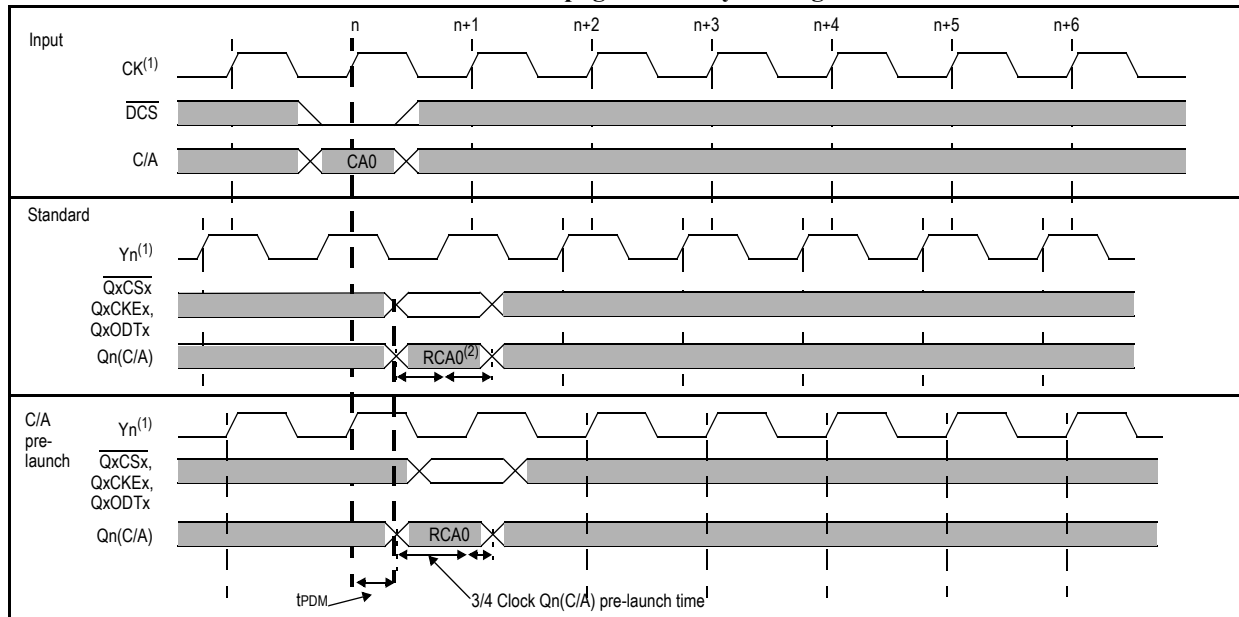 n n+1 n+2 n+3 n+4 n+5 n+6
Input
CK(1)
DCS
C/A CA0
Standard
Yn(1)
QxCSx
QxCKEx,
QxODTx
Qn(C/A) RCA0(2)
C/A
pre-
launch
Yn(1)
QxCSx,
QxCKEx,
QxODTx
Qn(C/A) RCA0
tPDM 3/4 Clock Qn(C/A) pre-launch time